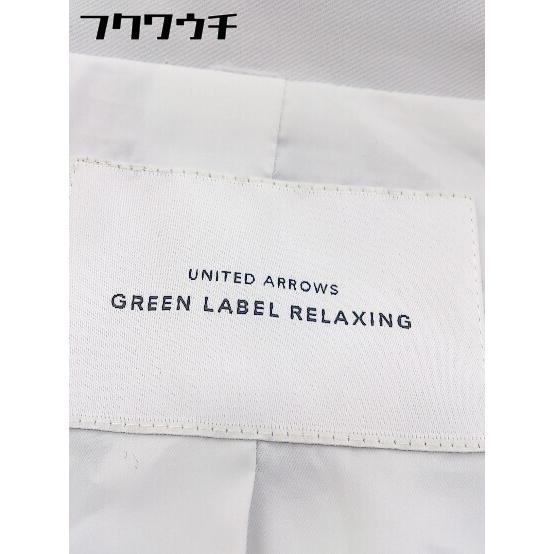 フクワウチ
UNITED ARROWS
GREEN LABEL RELAXING